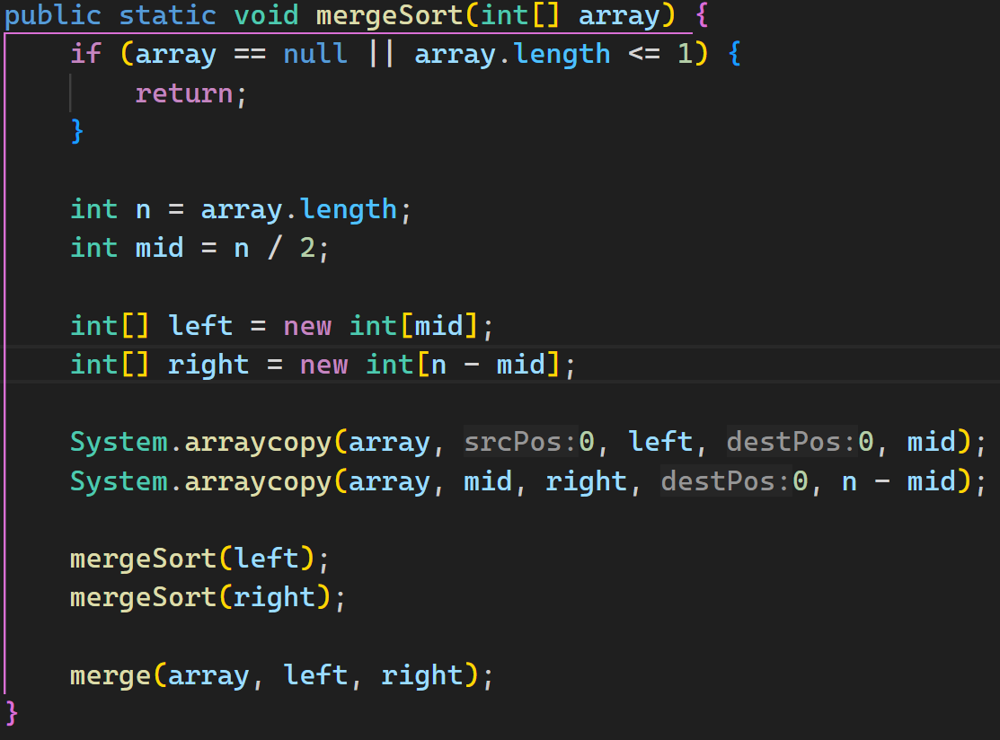 public static void mergeSort(int[] array) {
    if (array == null || array.length <= 1) {
        return;
    }

    int n = array.length;
    int mid = n / 2;

    int[] left = new int[mid];
    int[] right = new int[n - mid];

    System.arraycopy(array, srcPos:0, left, destPos:0, mid);
    System.arraycopy(array, mid, right, destPos:0, n - mid);

    mergeSort(left);
    mergeSort(right);

    merge(array, left, right);
}